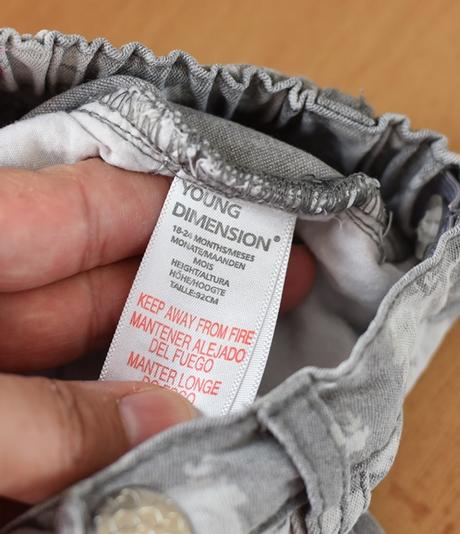 YOUNG
DIMENSION®
18-24 MONTHS/MESES
MONATE/MAANDEN
MOIS
HEIGHT/ALTURA
HÖHE/HOOGTE
TAILLE:92CM
KEEP AWAY FROM FIRE
MANTENER ALEJADO
DEL FUEGO
MANTER LONGE